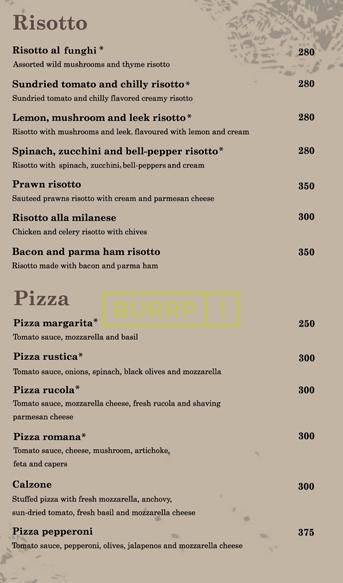 Risotto
Risotto al funghi * 280
Assorted wild mushrooms and thyme risotto
Sundried tomato and chilly risotto* 280
Sundried tomato and chilly flavored creamy risotto
Lemon, mushroom and leek risotto* 280
Risotto with mushrooms and leek, flavoured with lemon and cream
Spinach, zucchini and bell-pepper risotto* 280
Risotto with spinach, zucchini, bell-peppers and cream
Prawn risotto 350
Sauteed prawns risotto with cream and parmesan cheese
Risotto alla milanese 300
Chicken and celery risotto with chives
Bacon and parma ham risotto 350
Risotto made with bacon and parma ham
Pizza
BURRP!
Pizza margarita* 250
Tomato sauce, mozzarella and basil
Pizza rustica* 300
Tomato sauce, onions, spinach, black olives and mozzarella
Pizza rucola* 300
Tomato sauce, mozzarella cheese, fresh rucola and shaving
parmesan cheese
Pizza romana* 300
Tomato sauce, cheese, mushroom, artichoke,
feta and capers
Calzone 300
Stuffed pizza with fresh mozzarella, anchovy,
sun-dried tomato, fresh basil and mozzarella cheese
Pizza pepperoni 375
Tomato sauce, pepperoni, olives, jalapenos and mozzarella cheese